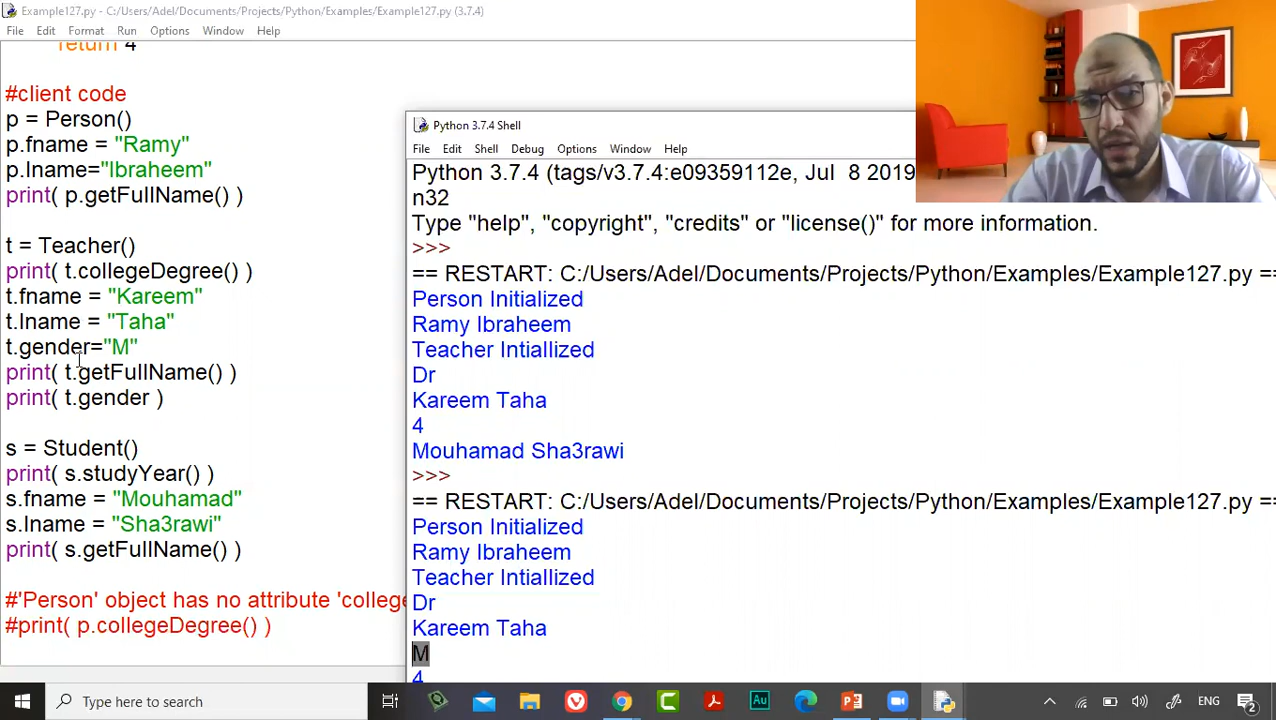 Example127.py - C:/Users/Adel/Documents/Projects/Python/Examples/Example127.py (3.7.4)
File Edit Format Run Options Window Help
return 4
#client code
p = Person()
p.fname = "Ramy"
p.lname="Ibraheem"
print( p.getFullName() )
t = Teacher()
print( t.collegeDegree() )
t.fname = "Kareem"
t.lname = "Taha"
t.gender="M"
print( t.getFullName() )
print( t.gender )
s = Student()
print( s.studyYear() )
s.fname = "Mouhamad"
s.lname = "Sha3rawi"
print( s.getFullName() )
#'Person' object has no attribute 'college
#print( p.collegeDegree() )
Python 3.7.4 Shell
File Edit Shell Debug Options Window Help
Python 3.7.4 (tags/v3.7.4:e09359112e, Jul 8 2019
n32
Type "help", "copyright", "credits" or "license()" for more information.
>>>
== RESTART: C:/Users/Adel/Documents/Projects/Python/Examples/Example127.py ==
Person Initialized
Ramy Ibraheem
Teacher Intiallized
Dr
Kareem Taha
4
Mouhamad Sha3rawi
>>>
== RESTART: C:/Users/Adel/Documents/Projects/Python/Examples/Example127.py ==
Person Initialized
Ramy Ibraheem
Teacher Intiallized
Dr
Kareem Taha
M
4
Type here to search
Au
ENG
2